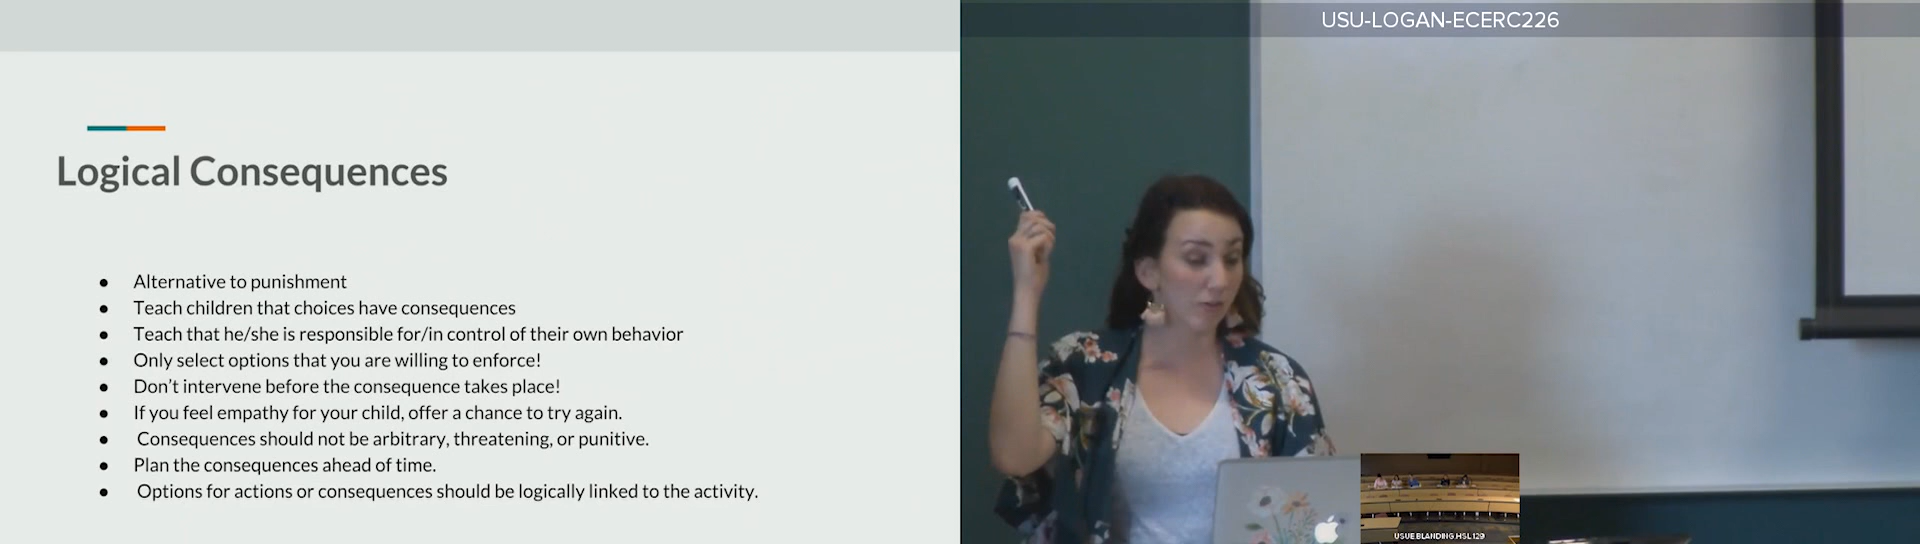 USU-LOGAN-ECERC226
Logical Consequences
● Alternative to punishment
● Teach children that choices have consequences
● Teach that he/she is responsible for/in control of their own behavior
● Only select options that you are willing to enforce!
● Don’t intervene before the consequence takes place!
● If you feel empathy for your child, offer a chance to try again.
● Consequences should not be arbitrary, threatening, or punitive.
● Plan the consequences ahead of time.
● Options for actions or consequences should be logically linked to the activity.
USUE.BLANDING.HSL129